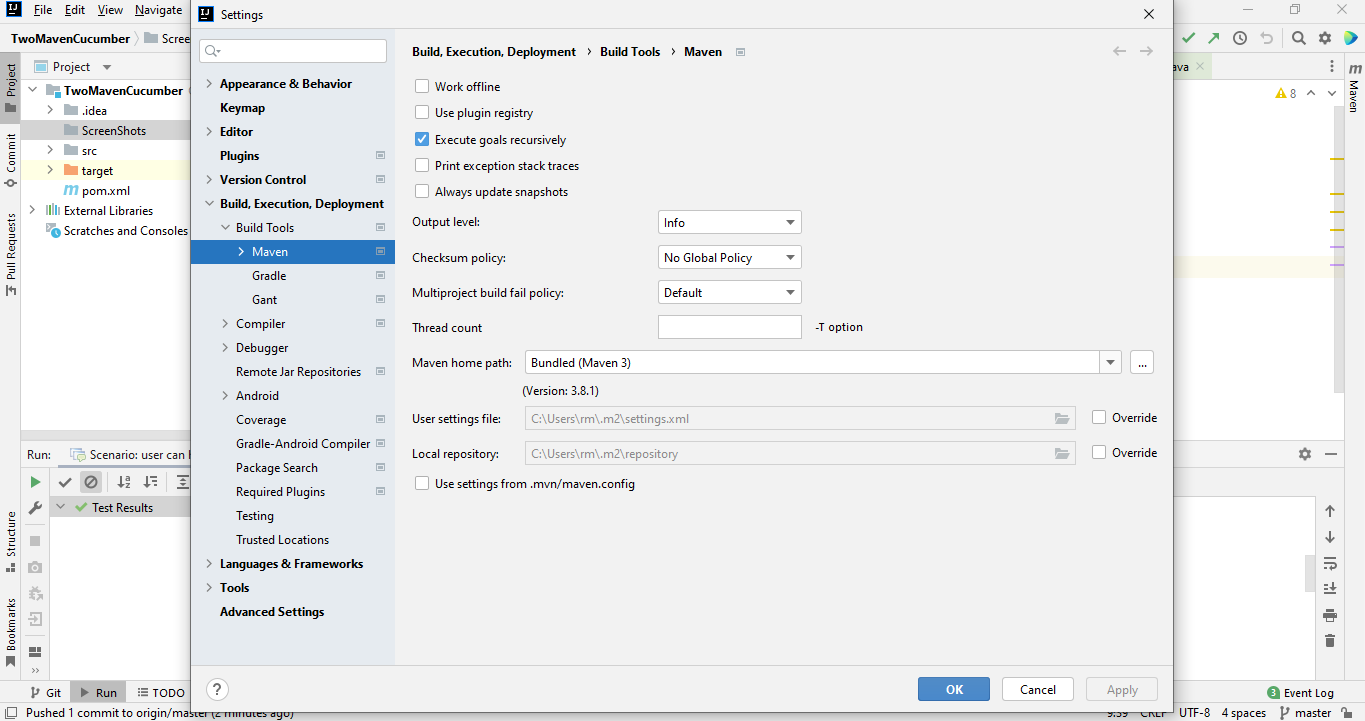 File Edit View Navigate
Settings
TwoMavenCucumber
Project
TwoMavenCucumber
.idea
ScreenShots
src
target
pom.xml
External Libraries
Scratches and Consoles
Project
Commit
Pull Requests
Structure
Bookmarks
Appearance & Behavior
Keymap
Editor
Plugins
Version Control
Build, Execution, Deployment
Build Tools
Maven
Gradle
Gant
Compiler
Debugger
Remote Jar Repositories
Android
Coverage
Gradle-Android Compiler
Package Search
Required Plugins
Testing
Trusted Locations
Languages & Frameworks
Tools
Advanced Settings
Build, Execution, Deployment › Build Tools › Maven
Work offline
Use plugin registry
Execute goals recursively
Print exception stack traces
Always update snapshots
Output level: Info
Checksum policy: No Global Policy
Multiproject build fail policy: Default
Thread count -T option
Maven home path: Bundled (Maven 3) ...
(Version: 3.8.1)
User settings file: C:\Users\rm\.m2\settings.xml Override
Local repository: C:\Users\rm\.m2\repository Override
Use settings from .mvn/maven.config
? OK Cancel Apply
ava
8
m
Maven
Run: Scenario: user can
Test Results
Git Run TODO
3 Event Log
Pushed 1 commit to origin/master (2 minutes ago)
9:39 CRLF UTF-8 4 spaces master